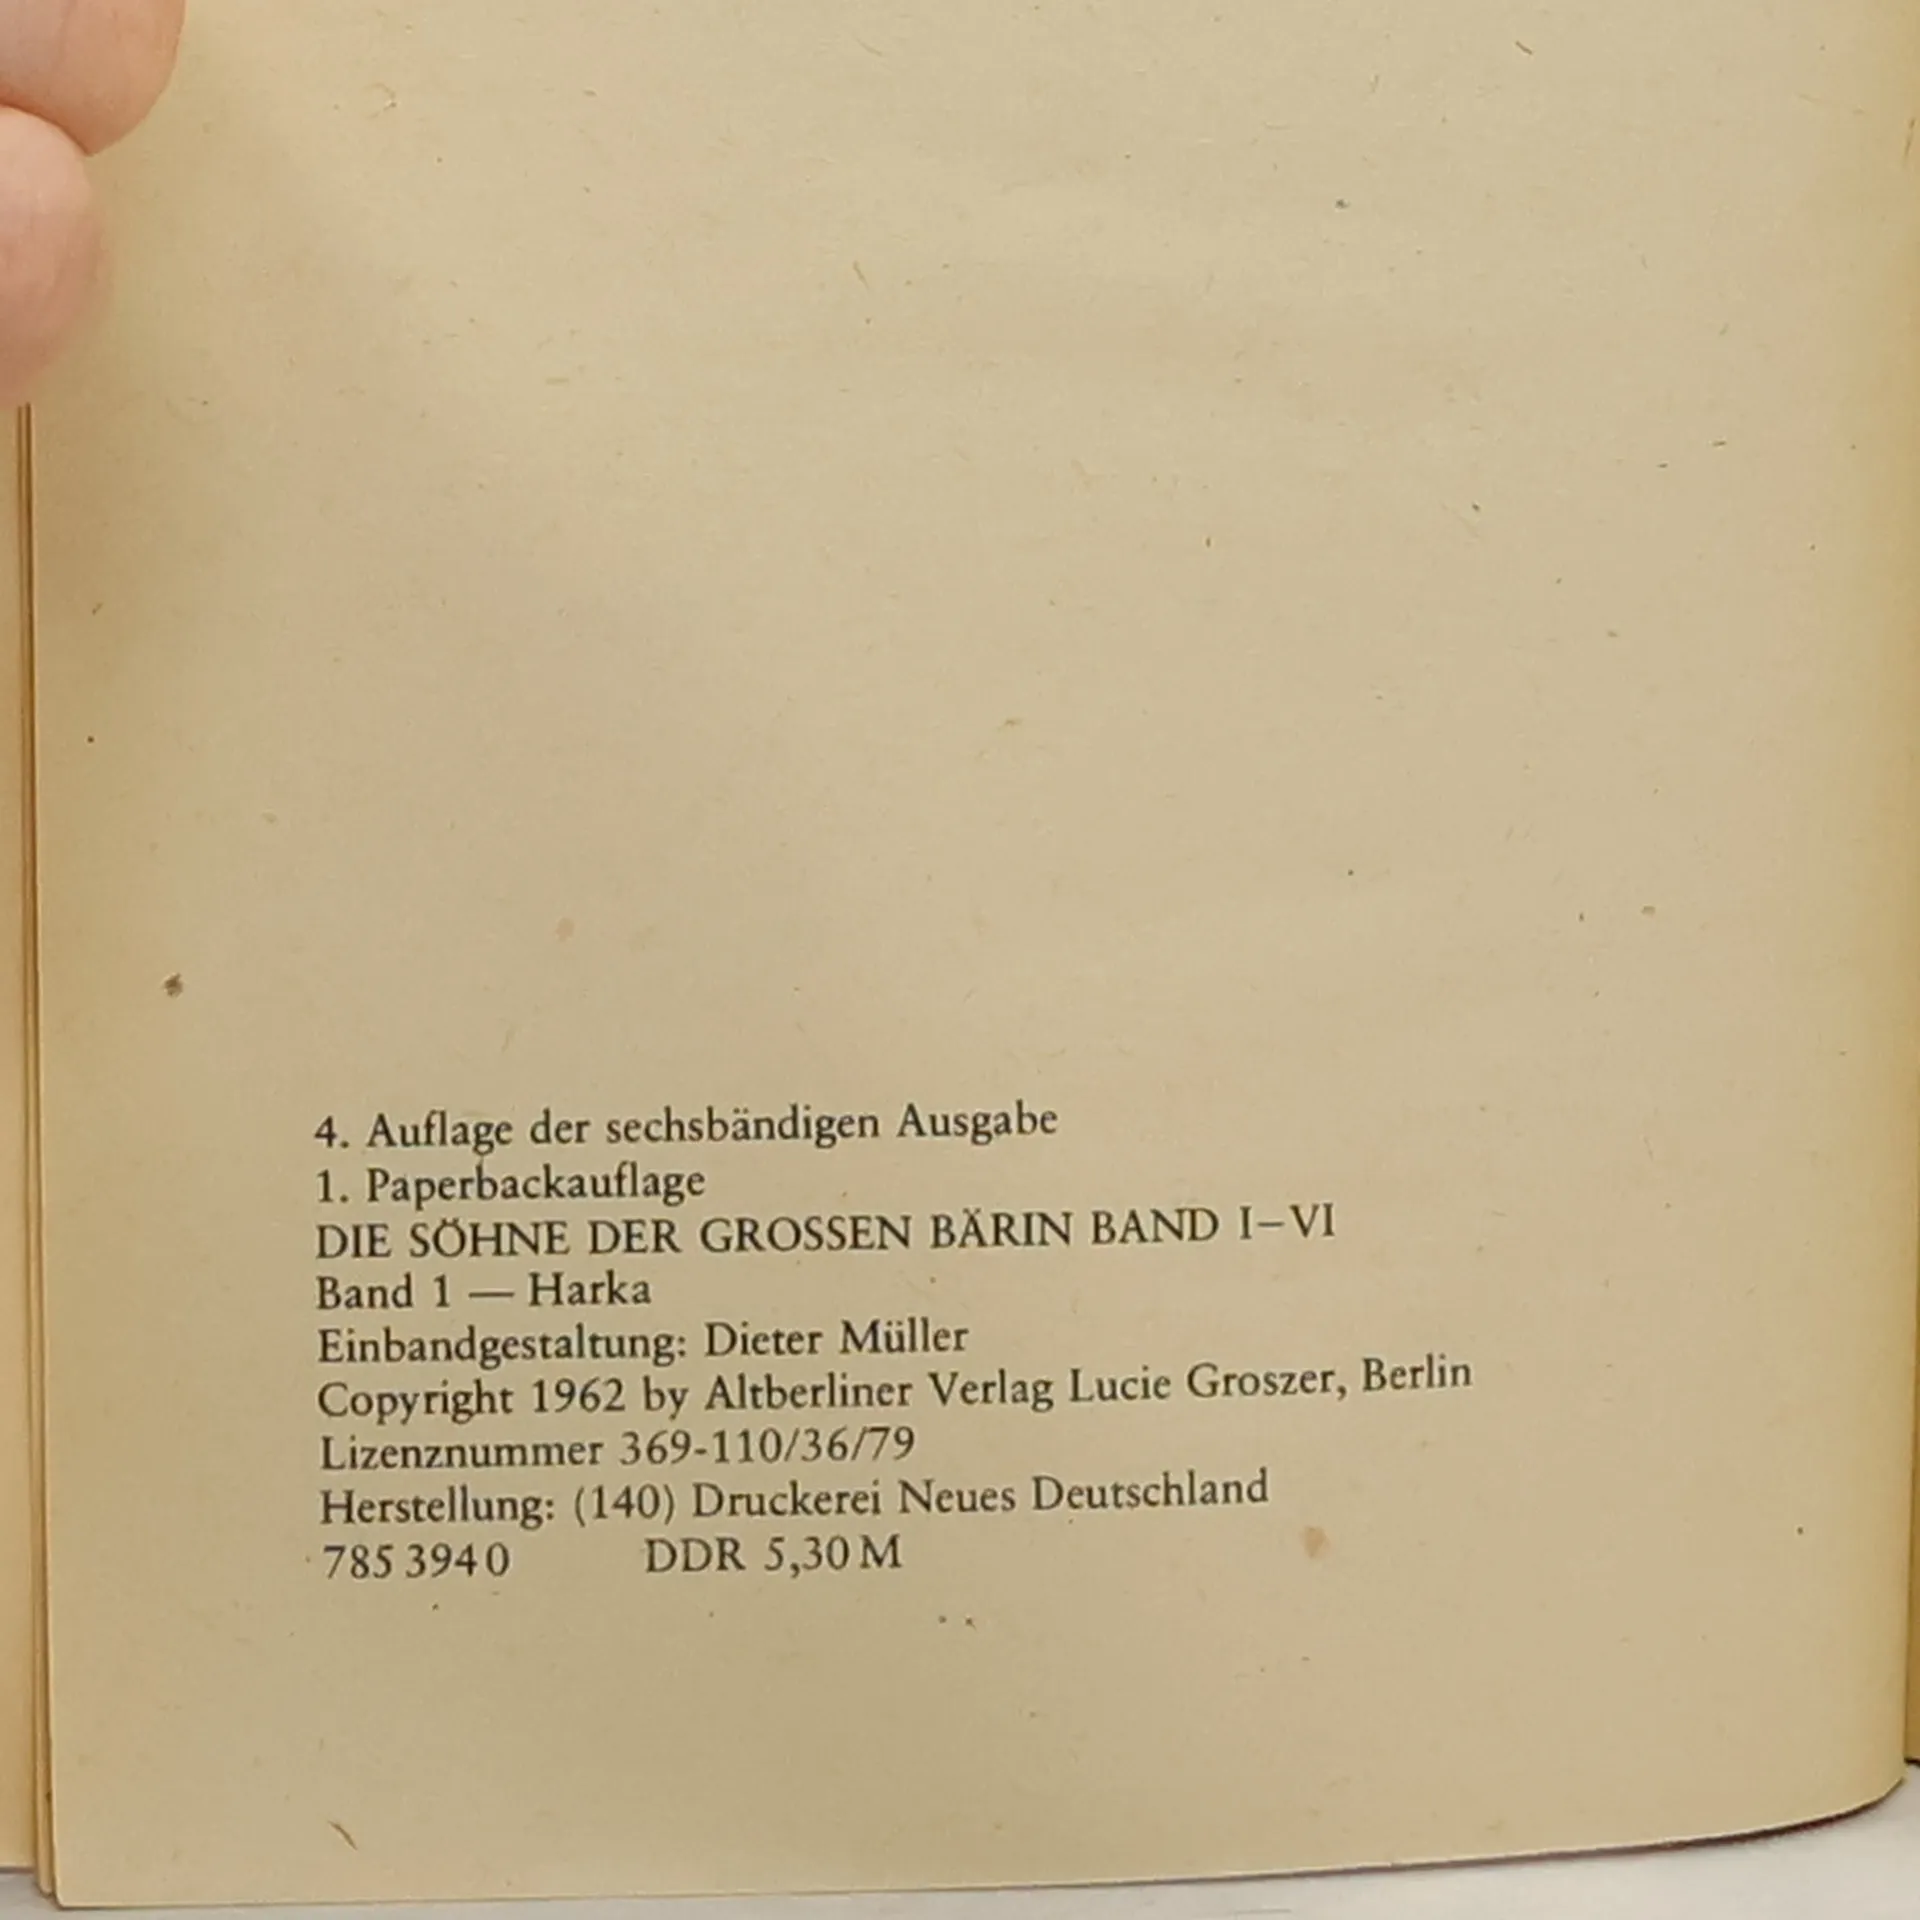 4. Auflage der sechsbändigen Ausgabe
1. Paperbackauflage
DIE SÖHNE DER GROSSEN BÄRIN BAND I–VI
Band 1 — Harka
Einbandgestaltung: Dieter Müller
Copyright 1962 by Altberliner Verlag Lucie Groszer, Berlin
Lizenznummer 369-110/36/79
Herstellung: (140) Druckerei Neues Deutschland
785 394 0 DDR 5,30 M